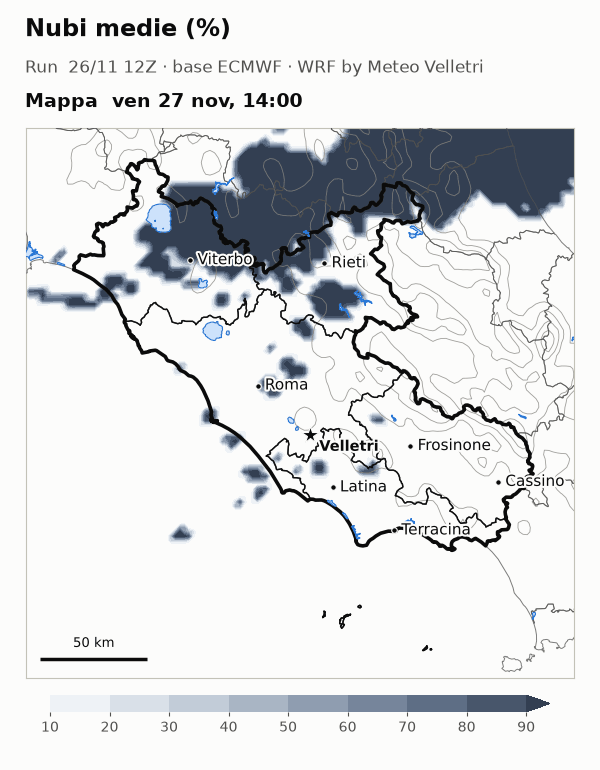 Nubi medie (%)
Run  26/11 12Z · base ECMWF · WRF by Meteo Velletri
Mappa  ven 27 nov, 14:00
Viterbo
Rieti
Roma
Velletri
Frosinone
Cassino
Latina
Terracina
50 km
10 20 30 40 50 60 70 80 90